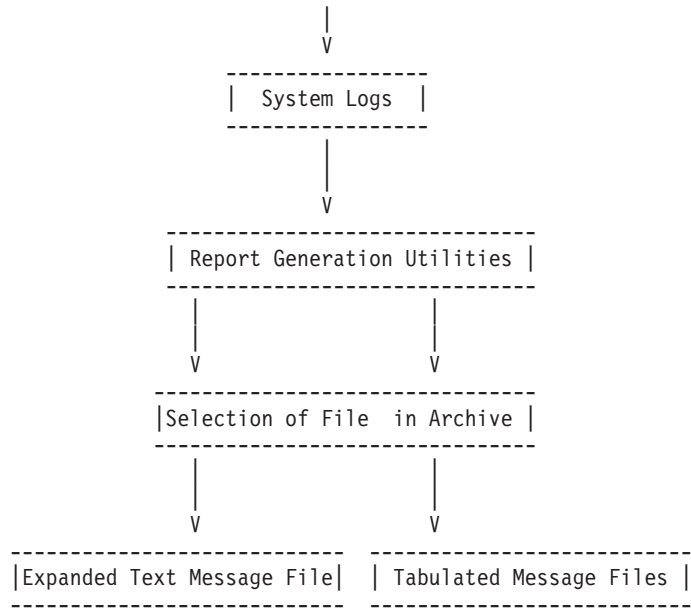 |
V
-----------------
|  System Logs  |
-----------------
|
|
|
V
-------------------------------
| Report Generation Utilities |
-------------------------------
|                   |
|                   |
V                   V
--------------------------------
|Selection of File  in Archive |
--------------------------------
|                   |
|                   |
|                   |
V                   V
----------------------------  ---------------------------
|Expanded Text Message File|  | Tabulated Message Files |
----------------------------  ---------------------------